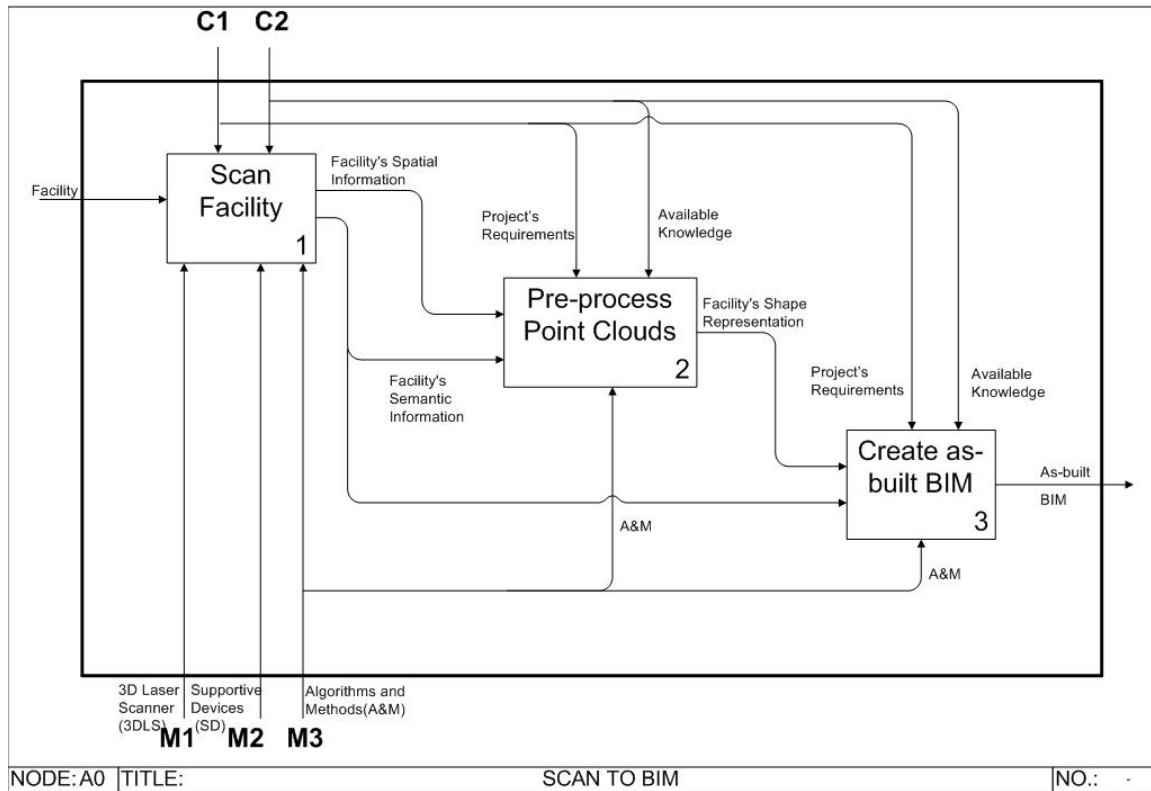 C1 C2
Scan
Facility
1
Facility
Facility's Spatial
Information
Project's
Requirements
Available
Knowledge
Pre-process
Point Clouds
2
Facility's Shape
Representation
Facility's
Semantic
Information
Project's
Requirements
Available
Knowledge
Create as-
built BIM
3
As-built
BIM
A&M
A&M
3D Laser
Scanner
(3DLS)
Supportive
Devices
(SD)
Algorithms and
Methods(A&M)
M1 M2 M3
NODE: A0 TITLE: SCAN TO BIM NO.: -